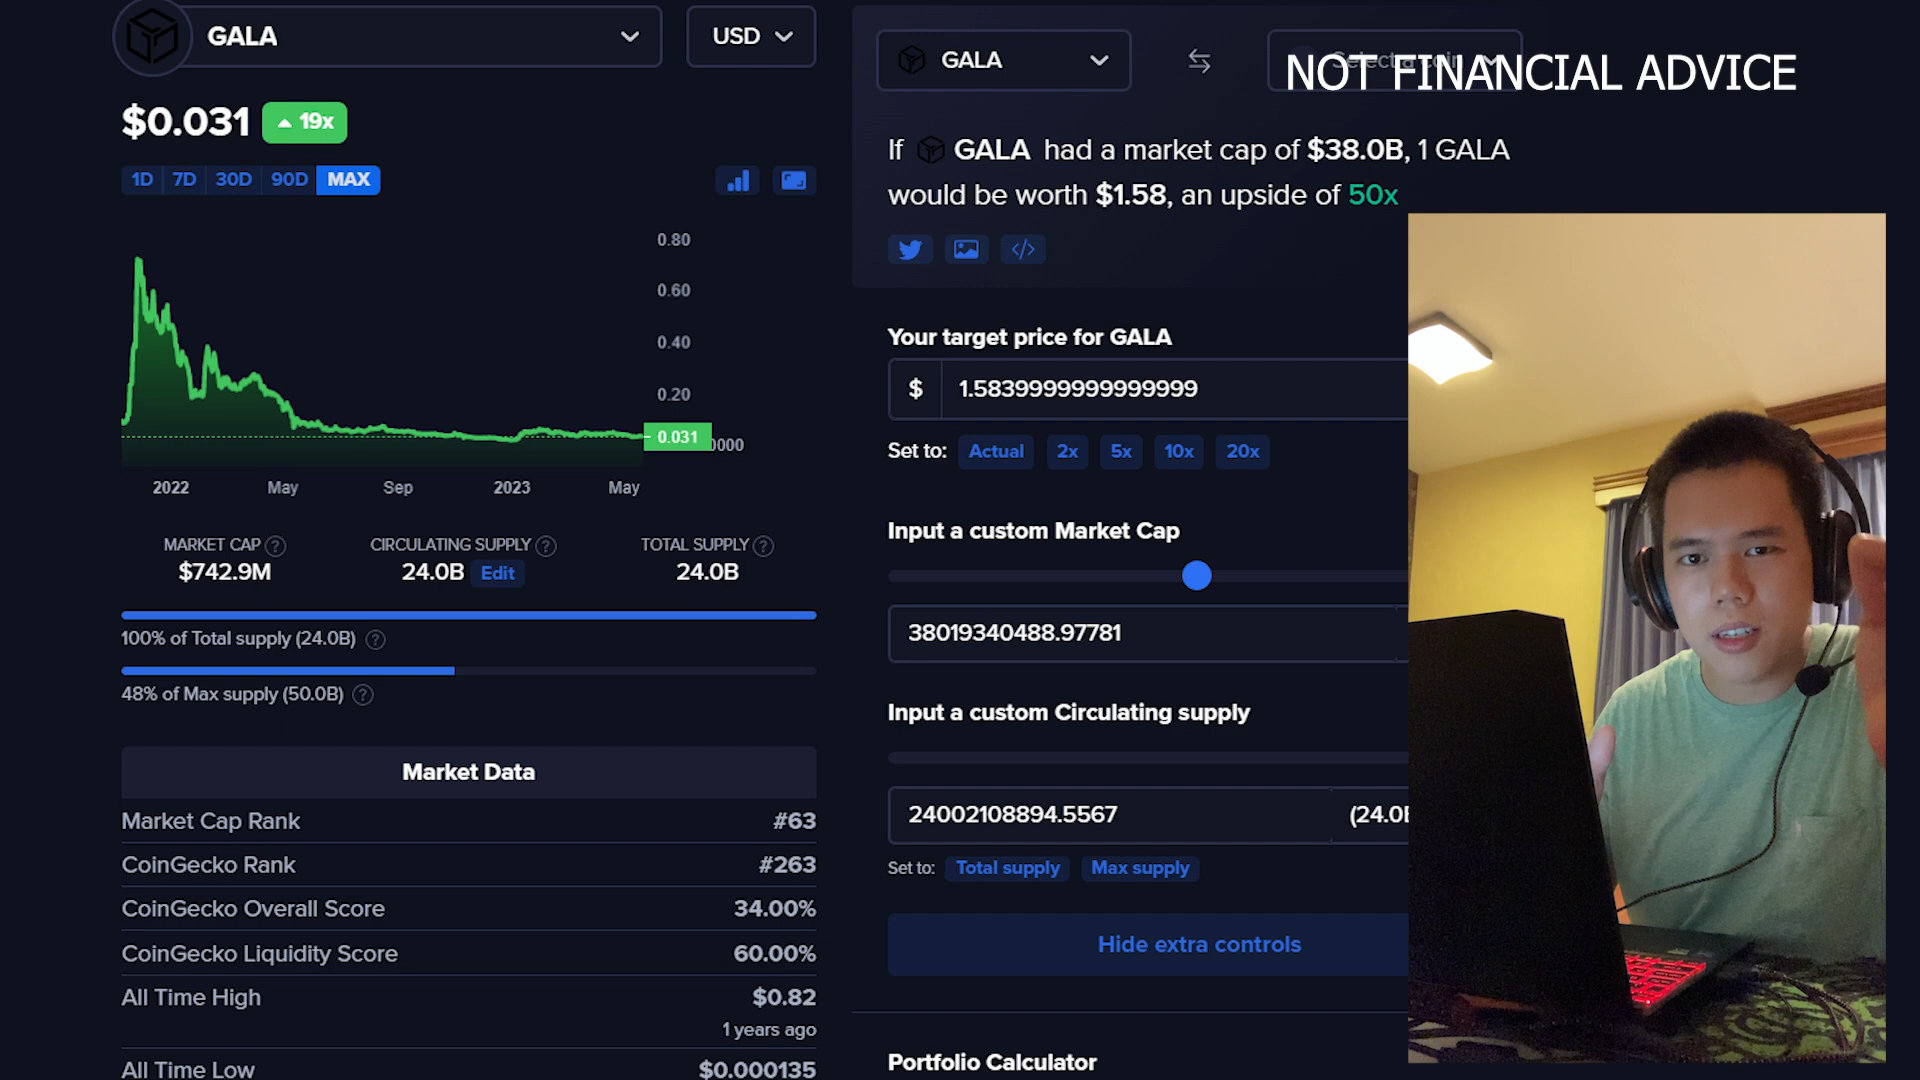 GALA
USD
$0.031
19x
1D
7D
30D
90D
MAX
0.80
0.60
0.40
0.20
0.031
0000
2022
May
Sep
2023
May
MARKET CAP ?
$742.9M
CIRCULATING SUPPLY ?
24.0B Edit
TOTAL SUPPLY ?
24.0B
100% of Total supply (24.0B) ?
48% of Max supply (50.0B) ?
Market Data
Market Cap Rank #63
CoinGecko Rank #263
CoinGecko Overall Score 34.00%
CoinGecko Liquidity Score 60.00%
All Time High $0.82
1 years ago
All Time Low $0.000135
GALA
Select a coin
NOT FINANCIAL ADVICE
If GALA had a market cap of $38.0B, 1 GALA
would be worth $1.58, an upside of 50x
</>
Your target price for GALA
$ 1.5839999999999999
Set to: Actual 2x 5x 10x 20x
Input a custom Market Cap
38019340488.97781
Input a custom Circulating supply
24002108894.5567 (24.0
Set to: Total supply Max supply
Hide extra controls
Portfolio Calculator